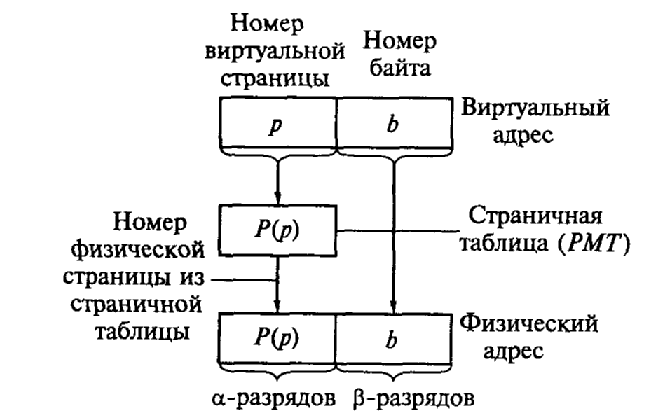 Номер
виртуальной
страницы
Номер
байта
p
b
Виртуальный
адрес
Номер
физической
страницы из
страничной
таблицы
P(p)
Страничная
таблица (PMT)
P(p)
b
Физический
адрес
α-разрядов
β-разрядов